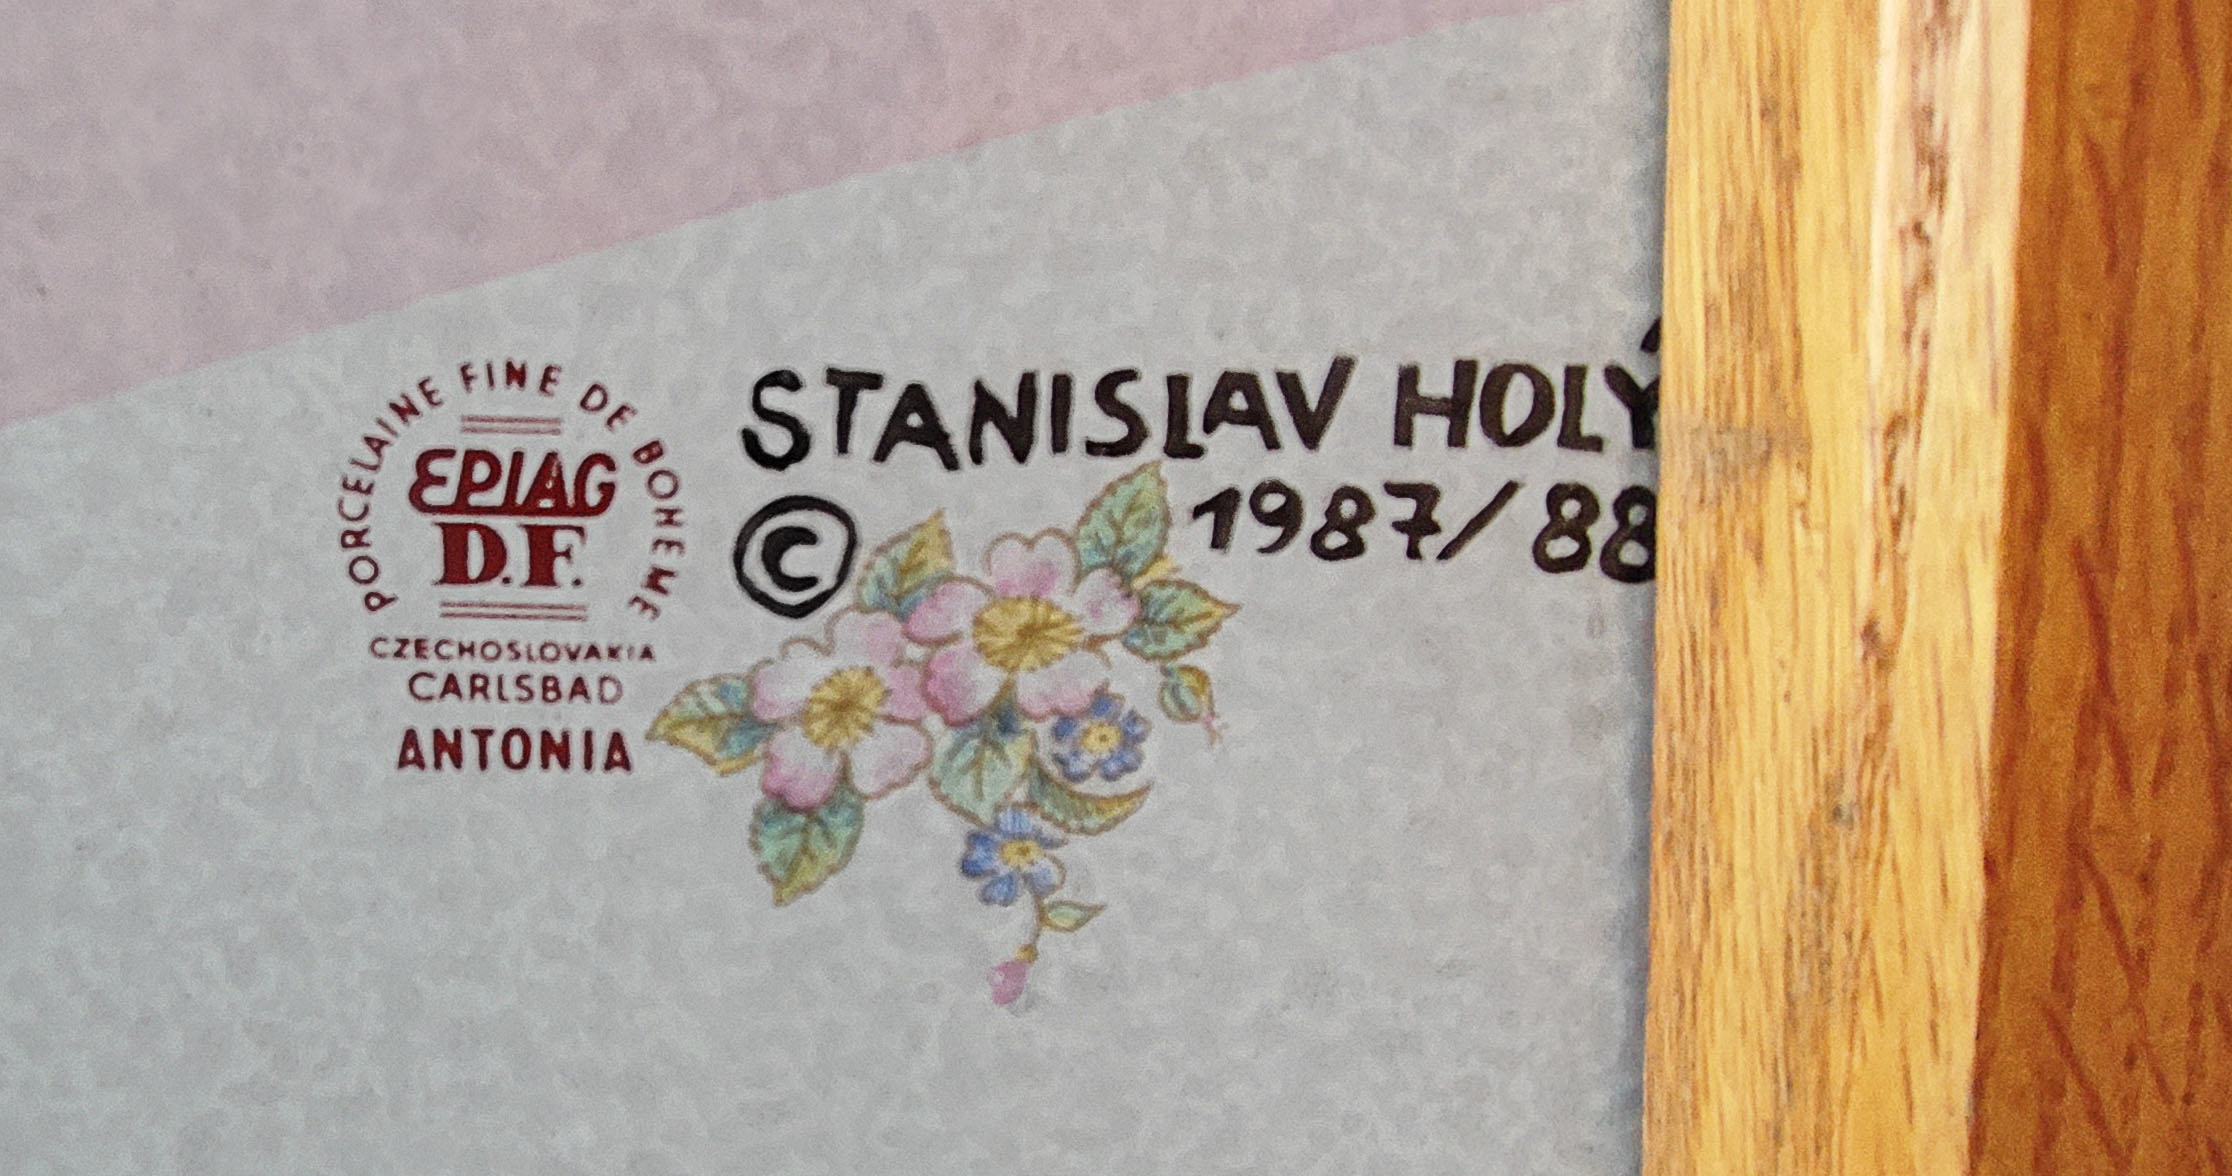 PORCELAINE FINE DE BOHEME
EPIAG
D.F.
CZECHOSLOVAKIA
CARLSBAD
ANTONIA
STANISLAV HOLÝ
© 1987/88